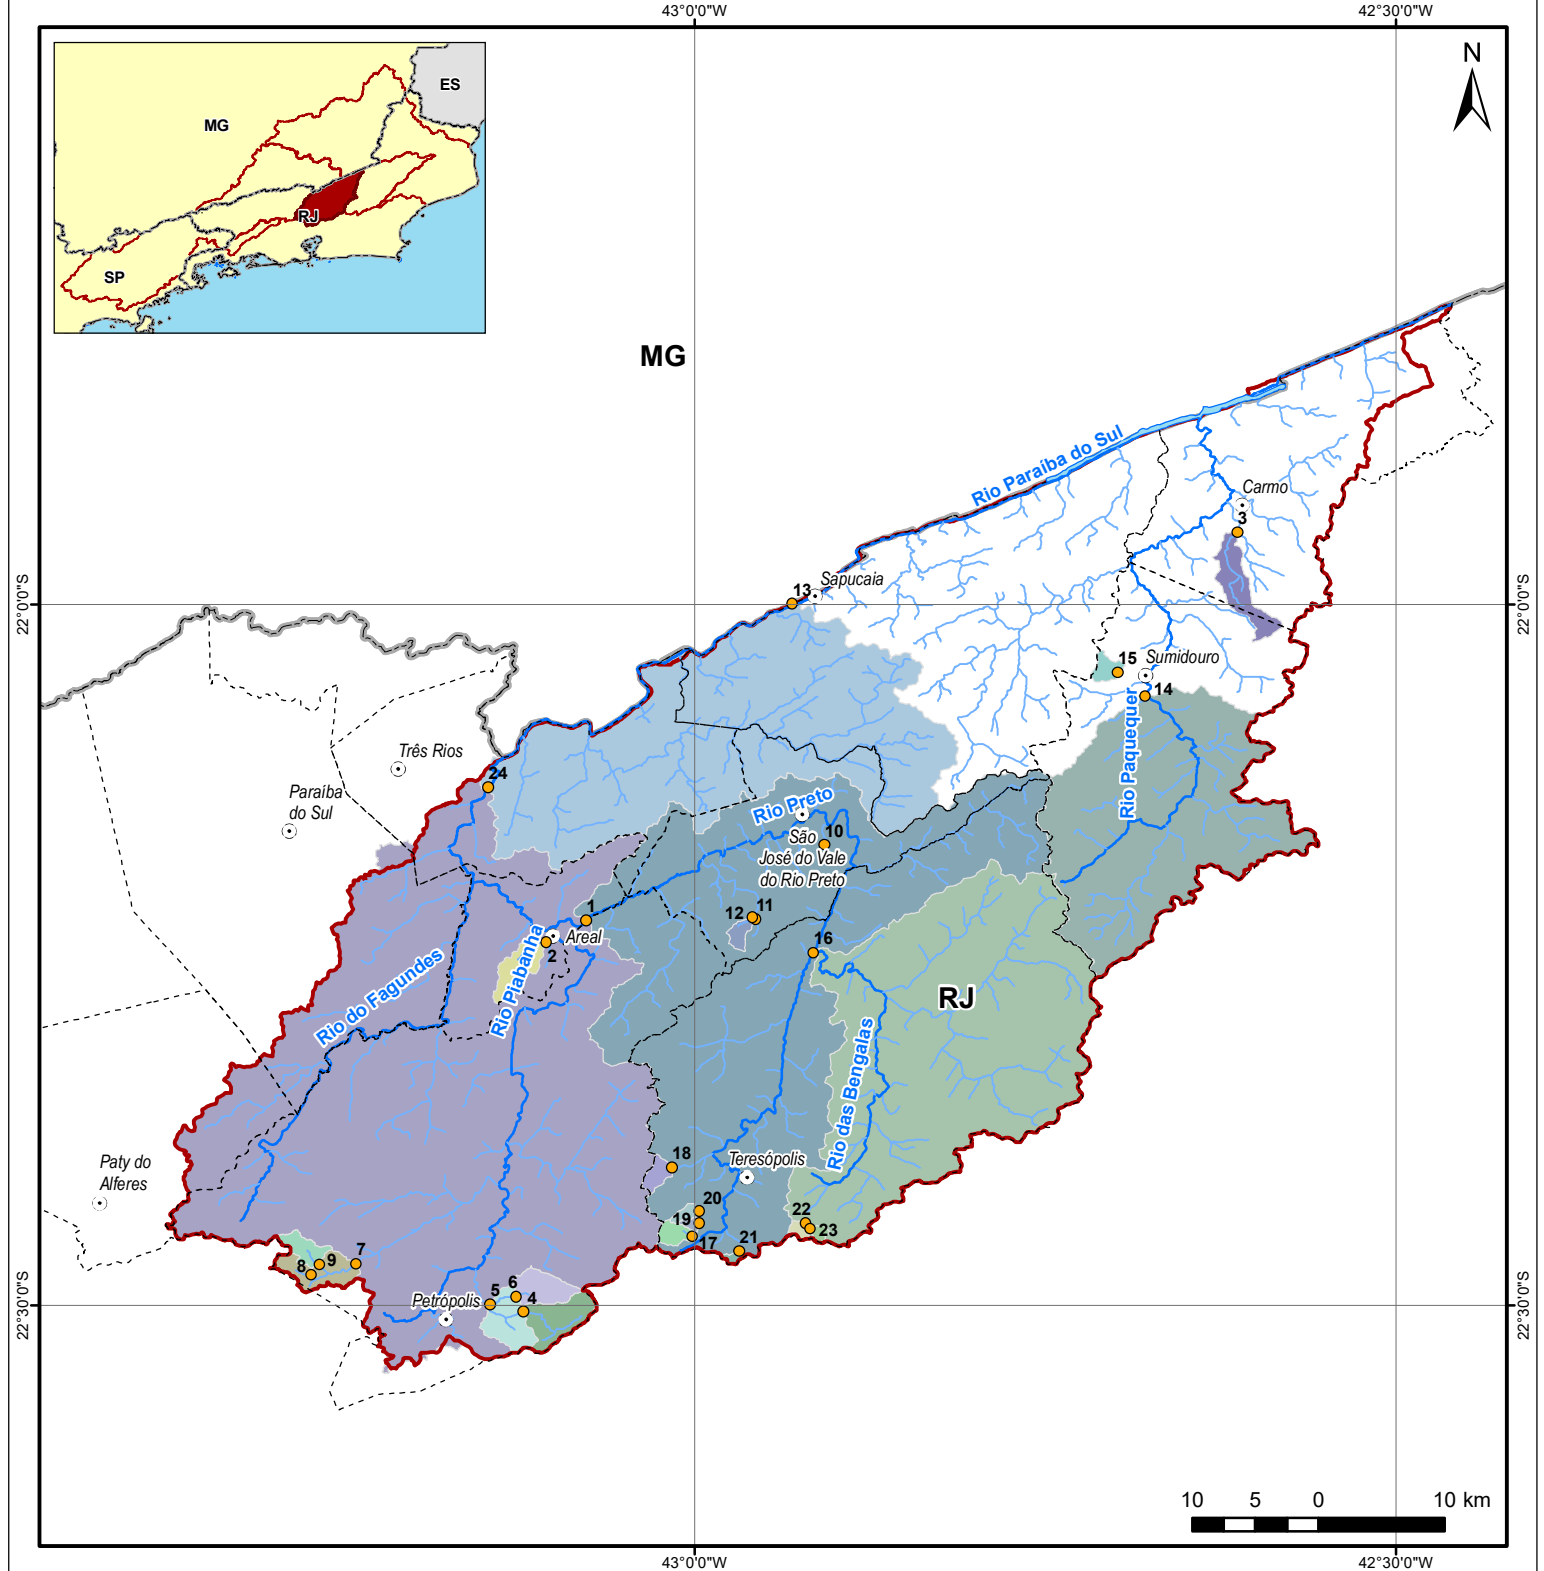 43°0'0"W
42°30'0"W
N
ES
MG
RJ
SP
MG
Rio Paraíba do Sul
Carmo
3
13
Sapucaia
22°0'0"S
22°0'0"S
15
Sumidouro
14
Rio Paquequer
Três Rios
24
Paraíba
do Sul
Rio Preto
São
José do Vale
do Rio Preto
10
1
12
11
Areal
2
16
Rio Piabanha
Rio do Fagundes
RJ
Rio das Bengalas
18
Teresópolis
Paty do
Alferes
20
19
17
21
22
23
7
9
8
6
5
4
Petrópolis
22°30'0"S
22°30'0"S
10
5
0
10 km
43°0'0"W
42°30'0"W